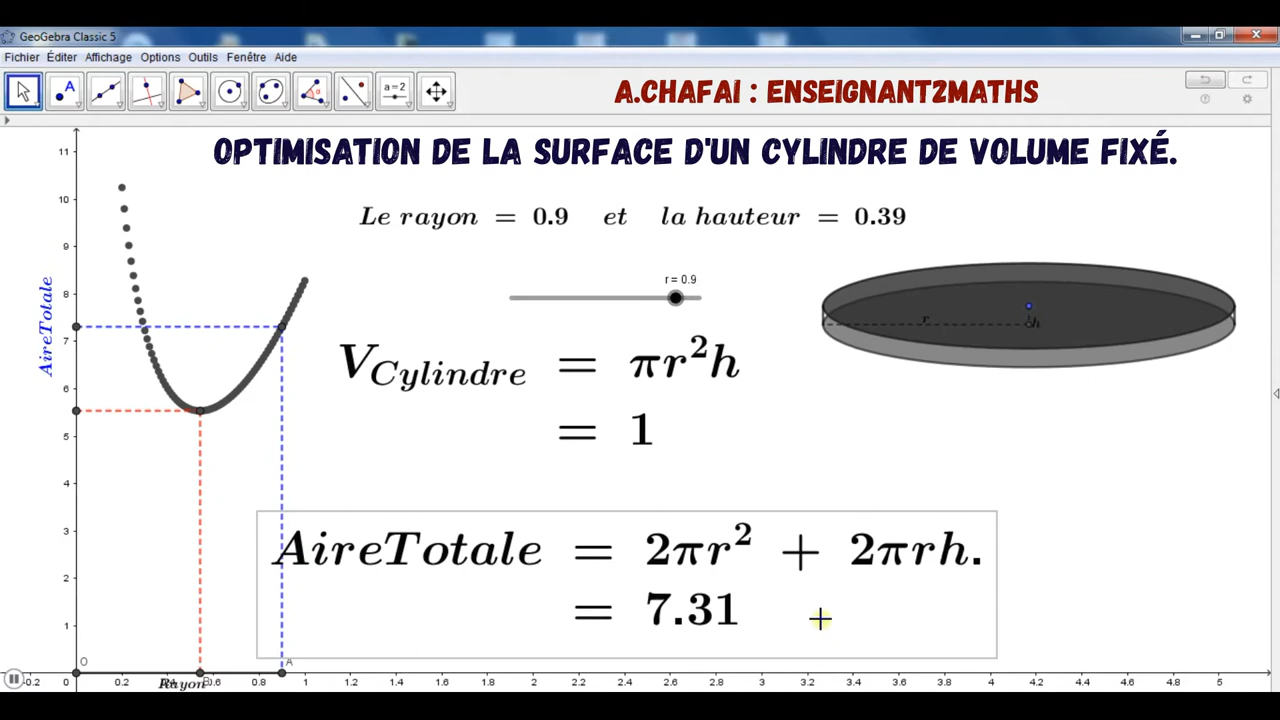 GeoGebra Classic 5
Fichier Éditer Affichage Options Outils Fenêtre Aide
A
α
a=2
A.CHAFAI : ENSEIGNANT2MATHS
OPTIMISATION DE LA SURFACE D'UN CYLINDRE DE VOLUME FIXÉ.
Le rayon = 0.9 et la hauteur = 0.39
r = 0.9
V_Cylindre = πr²h
= 1
AireTotale = 2πr² + 2πrh.
= 7.31
r
h
AireTotale
11
10
9
8
7
6
5
4
3
2
1
O
A
Rayon
0.2 0 0.2 0.6 0.8 1 1.2 1.4 1.6 1.8 2 2.2 2.4 2.6 2.8 3 3.2 3.4 3.6 3.8 4 4.2 4.4 4.6 4.8 5